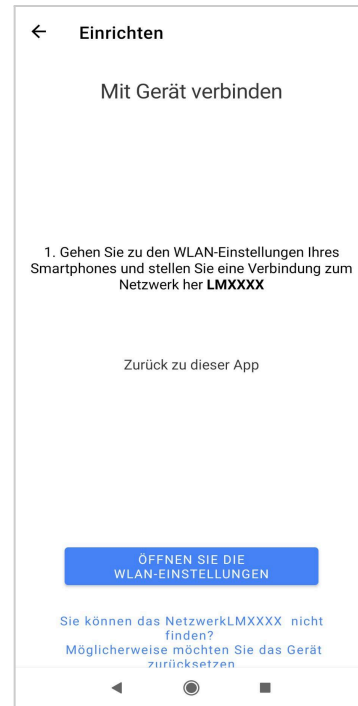 Einrichten
Mit Gerät verbinden
1. Gehen Sie zu den WLAN-Einstellungen Ihres
Smartphones und stellen Sie eine Verbindung zum
Netzwerk her LMXXXX
Zurück zu dieser App
ÖFFNEN SIE DIE
WLAN-EINSTELLUNGEN
Sie können das NetzwerkLMXXXX nicht
finden?
Möglicherweise möchten Sie das Gerät
zurücksetzen